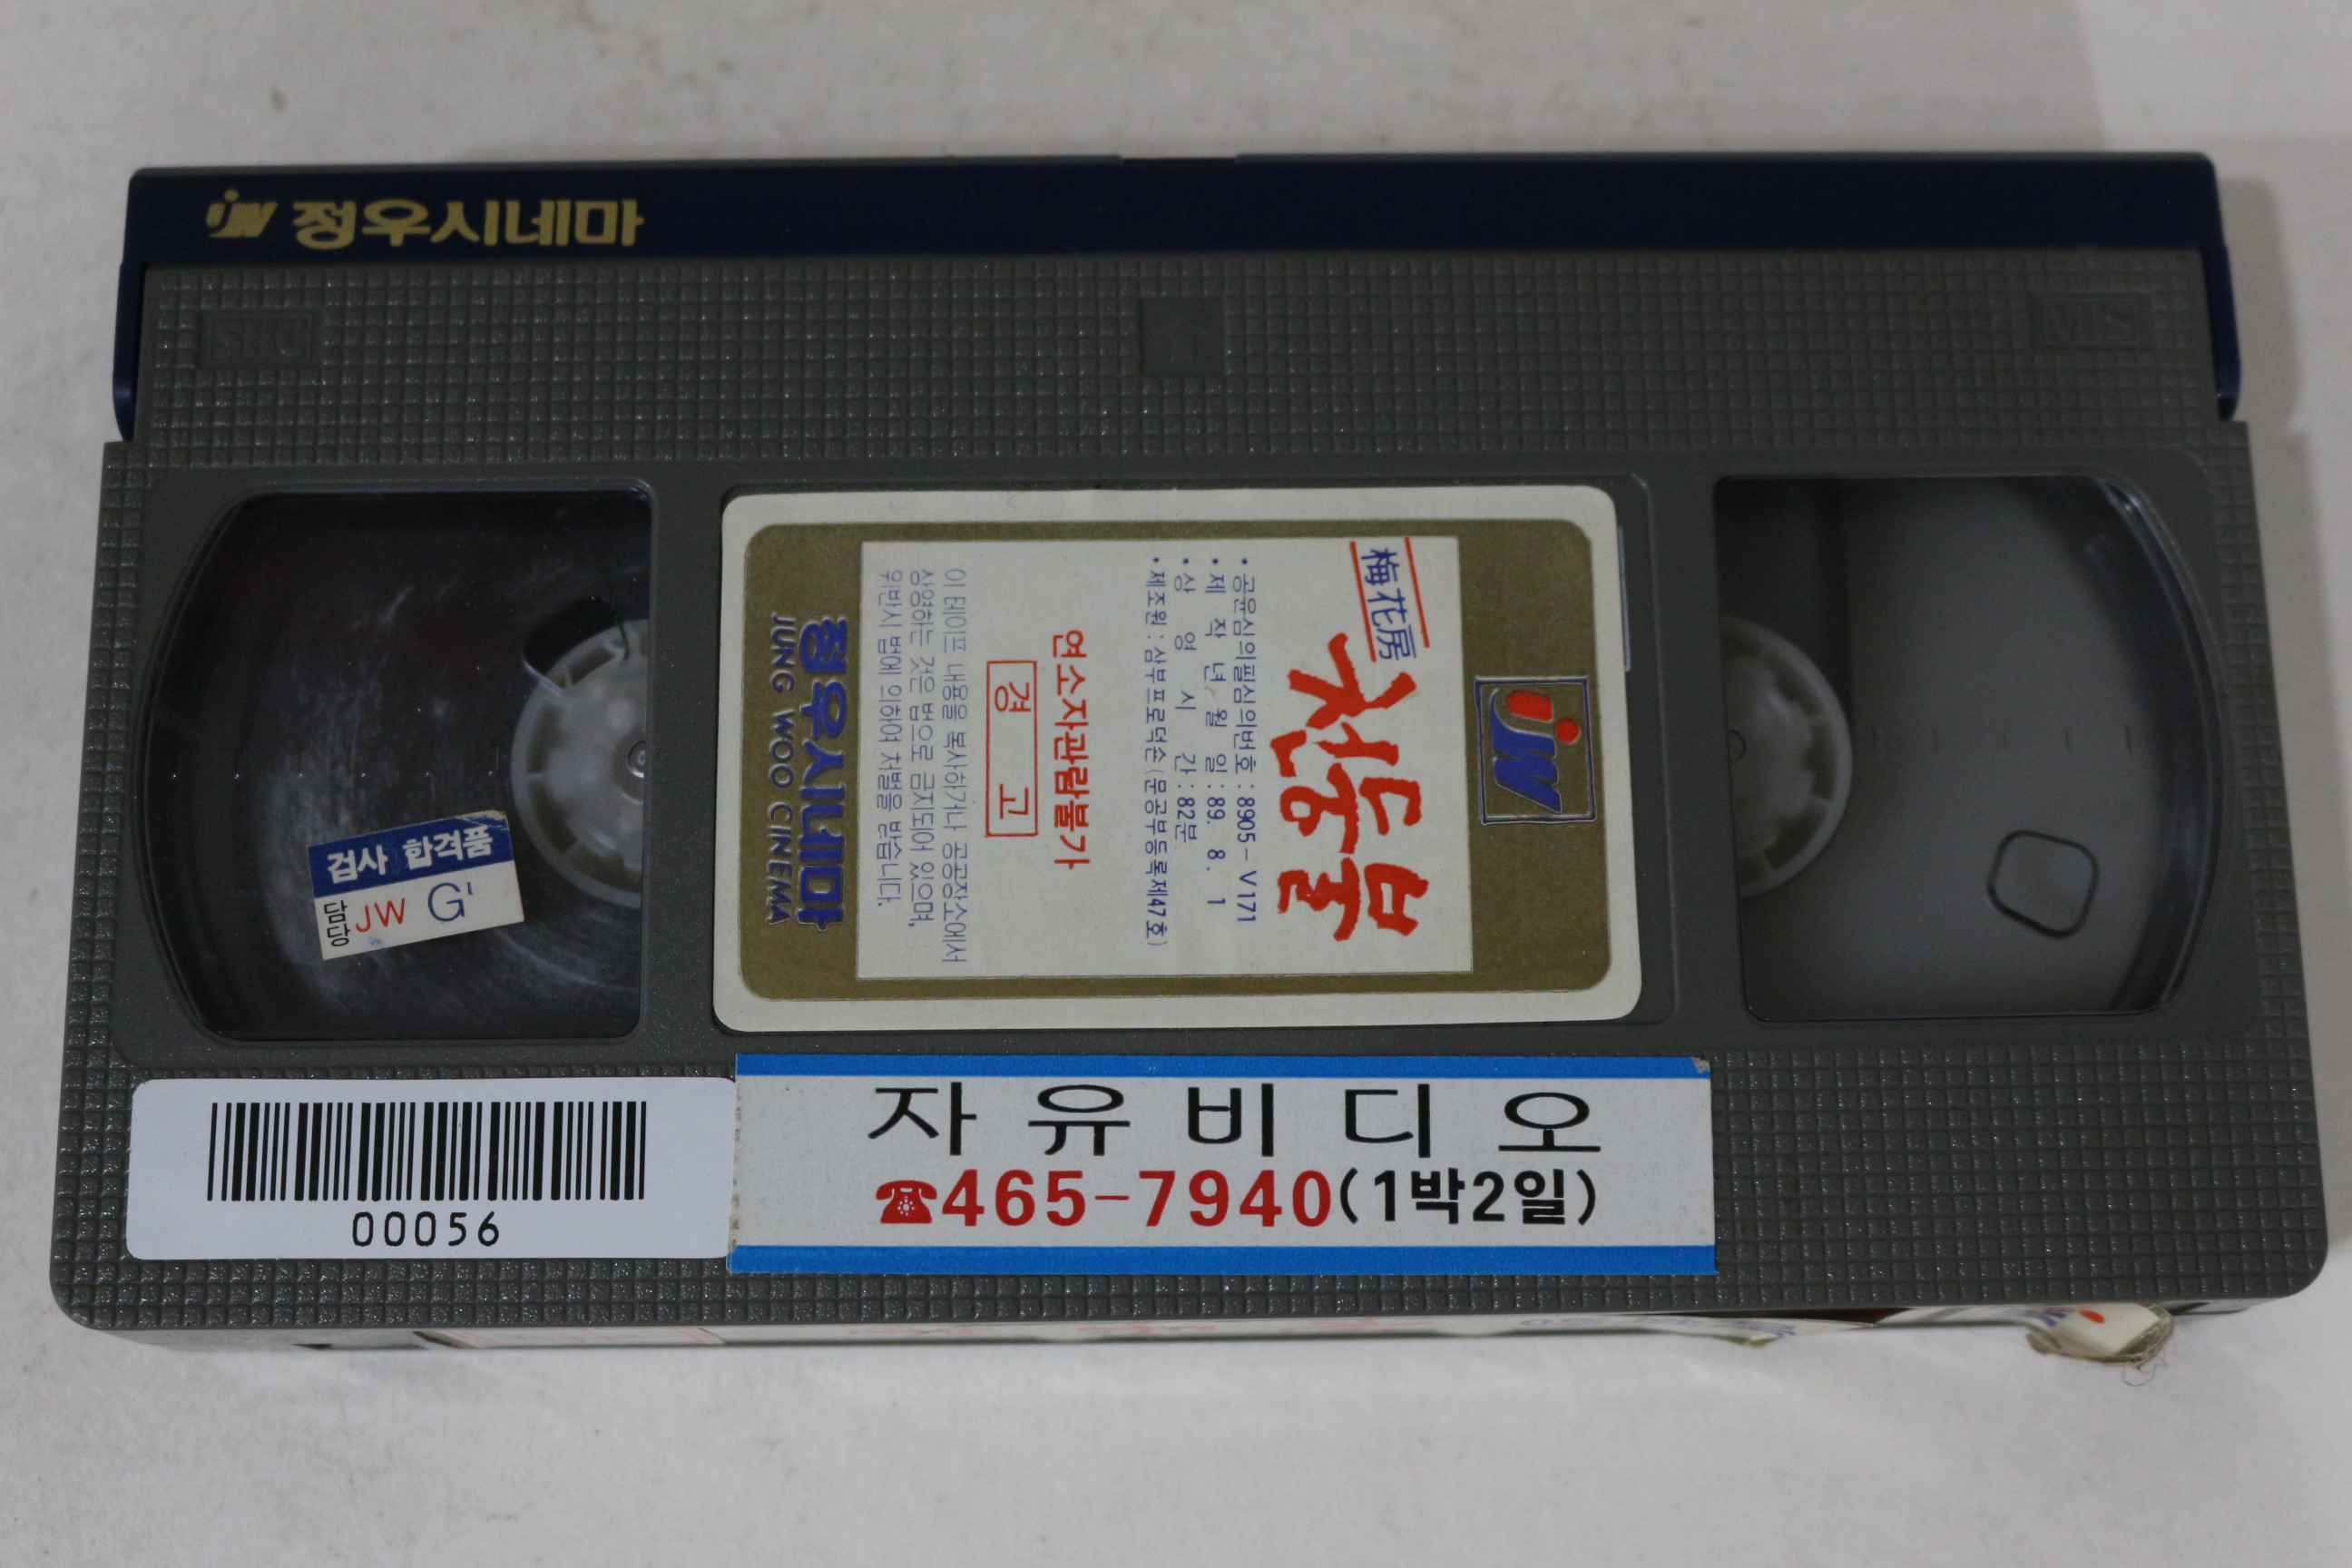 JW 정우시네마
SKC
VHS
JW
梅花房
천둥불
• 공윤심의필심의번호 : 8905-V171
• 제 작 년 월 일 : 89. 8. 1
• 상 영 시 간 : 82분
• 제조원 : 삼부프로덕숀(문공부등록제47호)
연소자관람불가
경 고
이 테이프 내용을 복사하거나 공공장소에서
상영하는 것은 법으로 금지되어 있으며,
위반시 법에 의하여 처벌을 받습니다.
정우시네마
JUNG WOO CINEMA
검사 합격품
담당 JW G
00056
자유비디오
☎465-7940(1박2일)